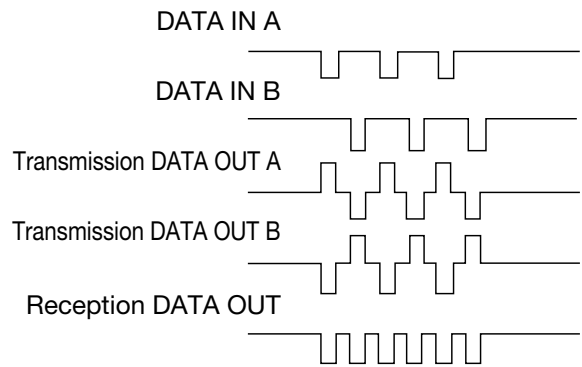 DATA IN A
DATA IN B
Transmission DATA OUT A
Transmission DATA OUT B
Reception DATA OUT